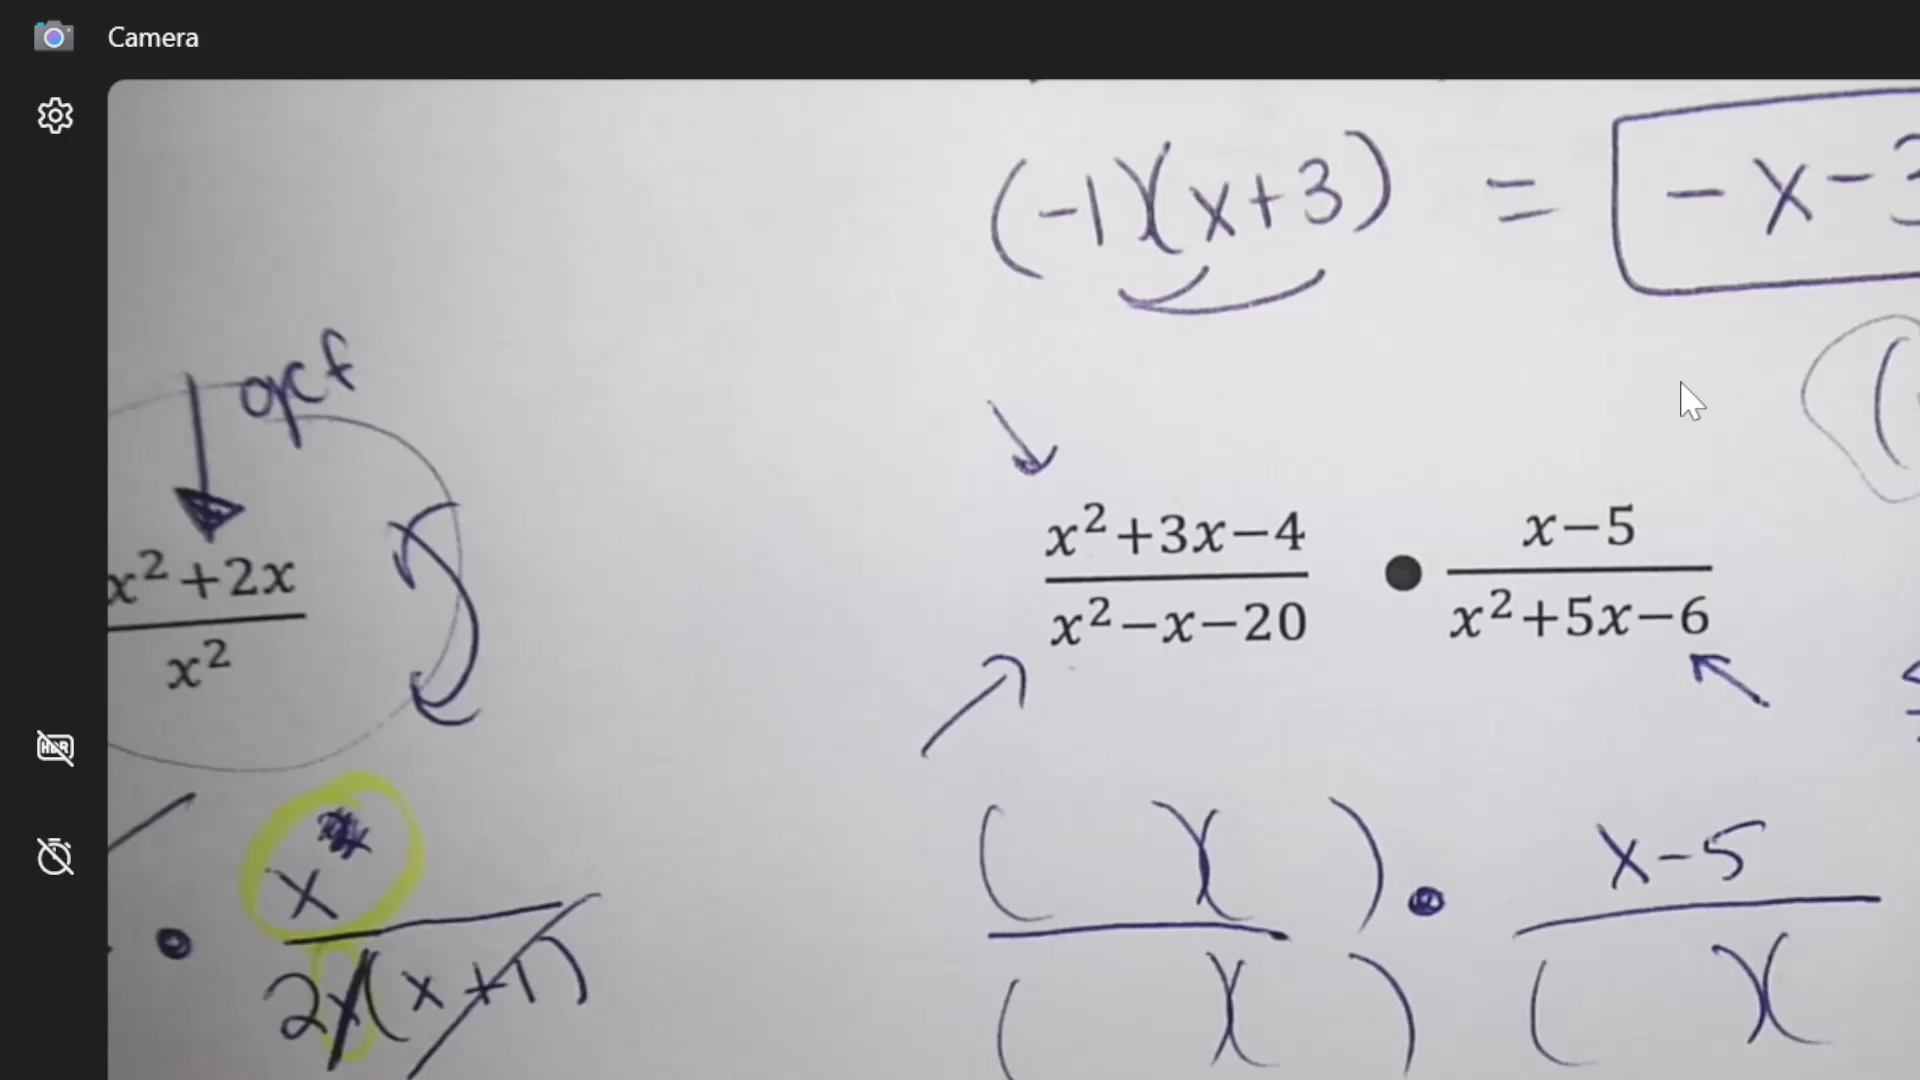 Camera
(-1)(x+3) = -x-3
gcf
x²+3x-4 x-5
x²-x-20 • x²+5x-6
x²+2x
x²
HDR
x ( )( ) • x-5
• 2x(x+1) ( )( ) ( )(